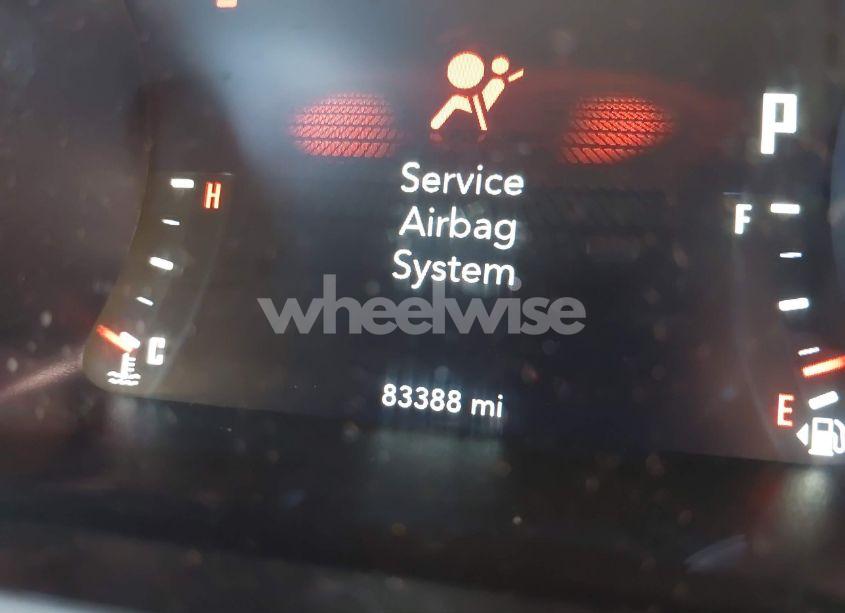 P
H
Service
F
Airbag
System
wheelwise
C
83388 mi
E